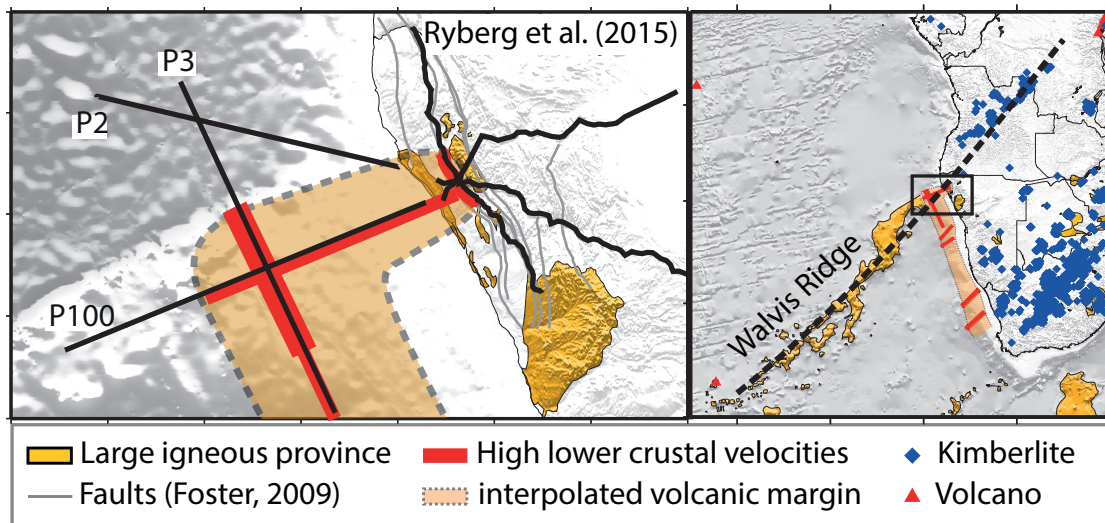 Ryberg et al. (2015)
P3
P2
P100
Walvis Ridge
Large igneous province
High lower crustal velocities
Kimberlite
Faults (Foster, 2009)
interpolated volcanic margin
Volcano